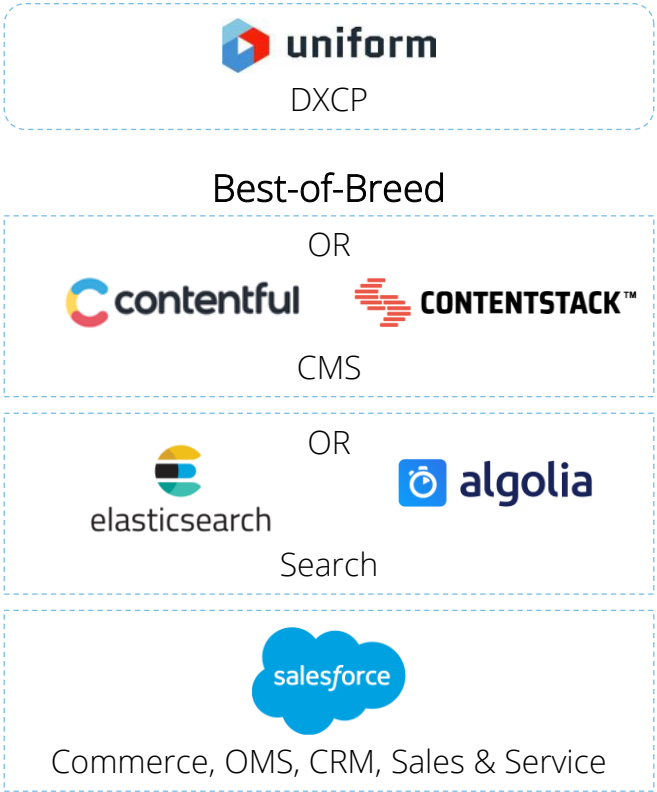 uniform
DXCP
Best-of-Breed
OR
contentful CONTENTSTACK™
CMS
OR
elasticsearch algolia
Search
salesforce
Commerce, OMS, CRM, Sales & Service